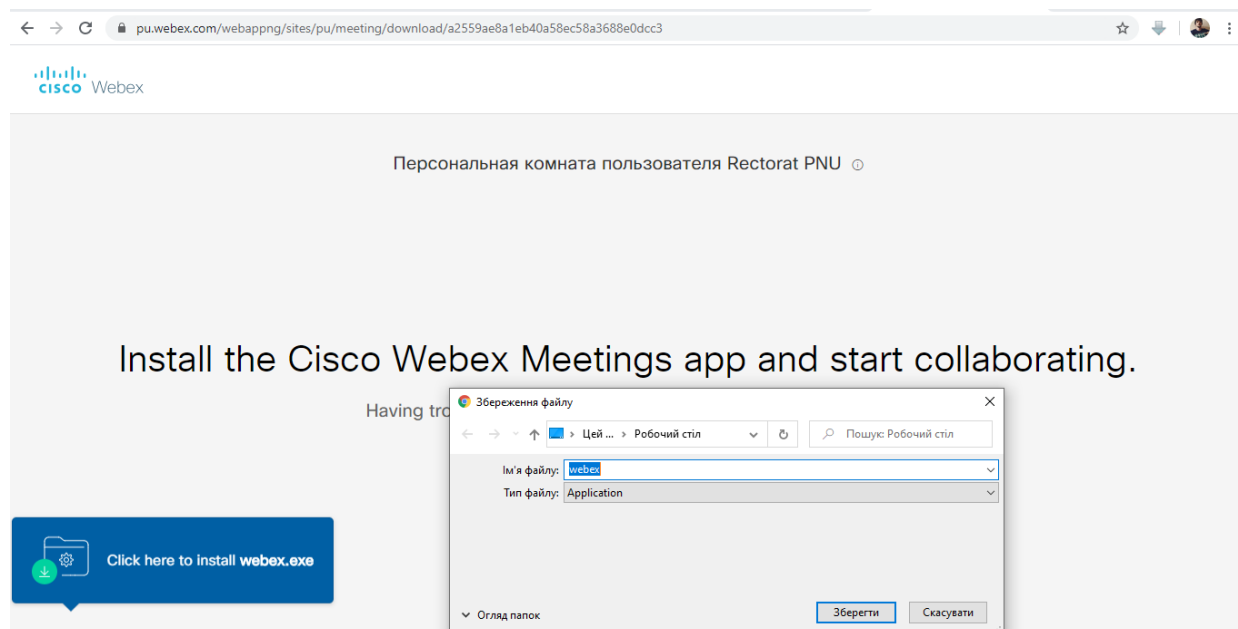 pu.webex.com/webappng/sites/pu/meeting/download/a2559ae8a1eb40a58ec58a3688e0dcc3
cisco Webex
Персональная комната пользователя Rectorat PNU
Install the Cisco Webex Meetings app and start collaborating.
Having tro
Збереження файлу
Цей ... › Робочий стіл
Пошук: Робочий стіл
Ім'я файлу: webex
Тип файлу: Application
Click here to install webex.exe
Огляд папок
Зберегти
Скасувати